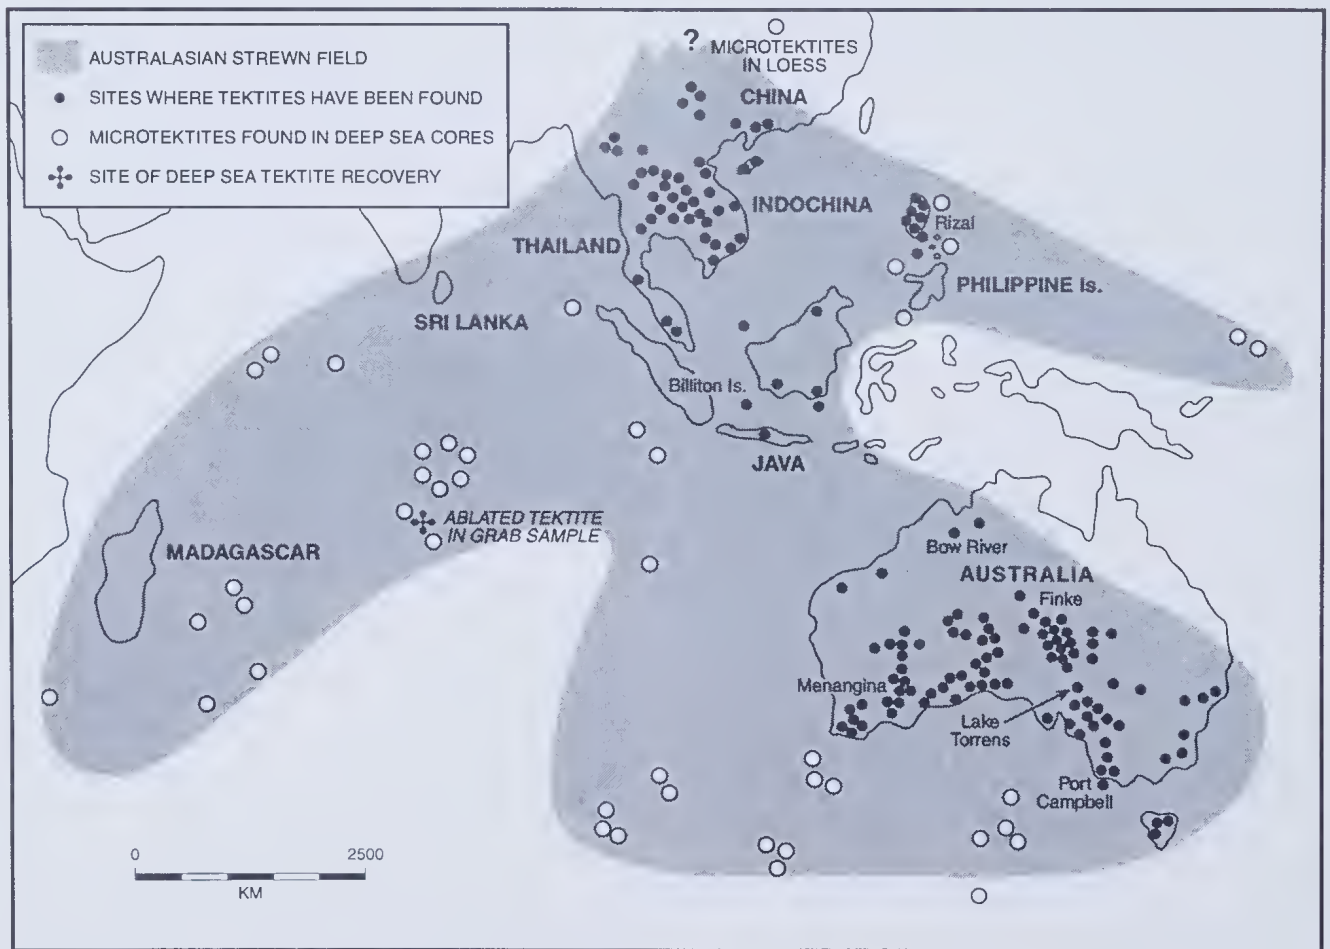 AUSTRALASIAN STREWN FIELD
SITES WHERE TEKTITES HAVE BEEN FOUND
MICROTEKTITES FOUND IN DEEP SEA CORES
SITE OF DEEP SEA TEKTITE RECOVERY
?
MICROTEKTITES
IN LOESS
CHINA
INDOCHINA
Rizal
THAILAND
PHILIPPINE Is.
SRI LANKA
Billiton Is.
JAVA
ABLATED TEKTITE
IN GRAB SAMPLE
MADAGASCAR
Bow River
AUSTRALIA
Finke
Menangina
Lake
Torrens
Port
Campbell
0 2500
KM